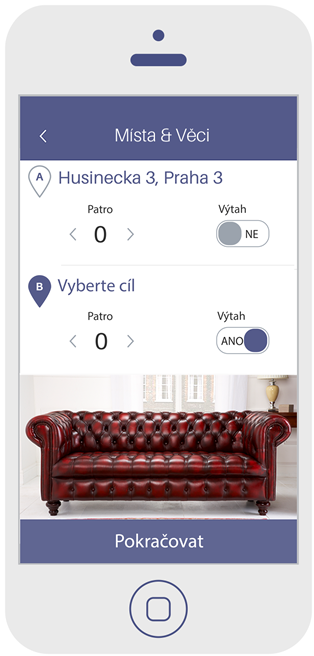 Místa & Věci
A
Husinecka 3, Praha 3
Patro
Výtah
0
NE
B
Vyberte cíl
Patro
Výtah
0
ANO
Pokračovat